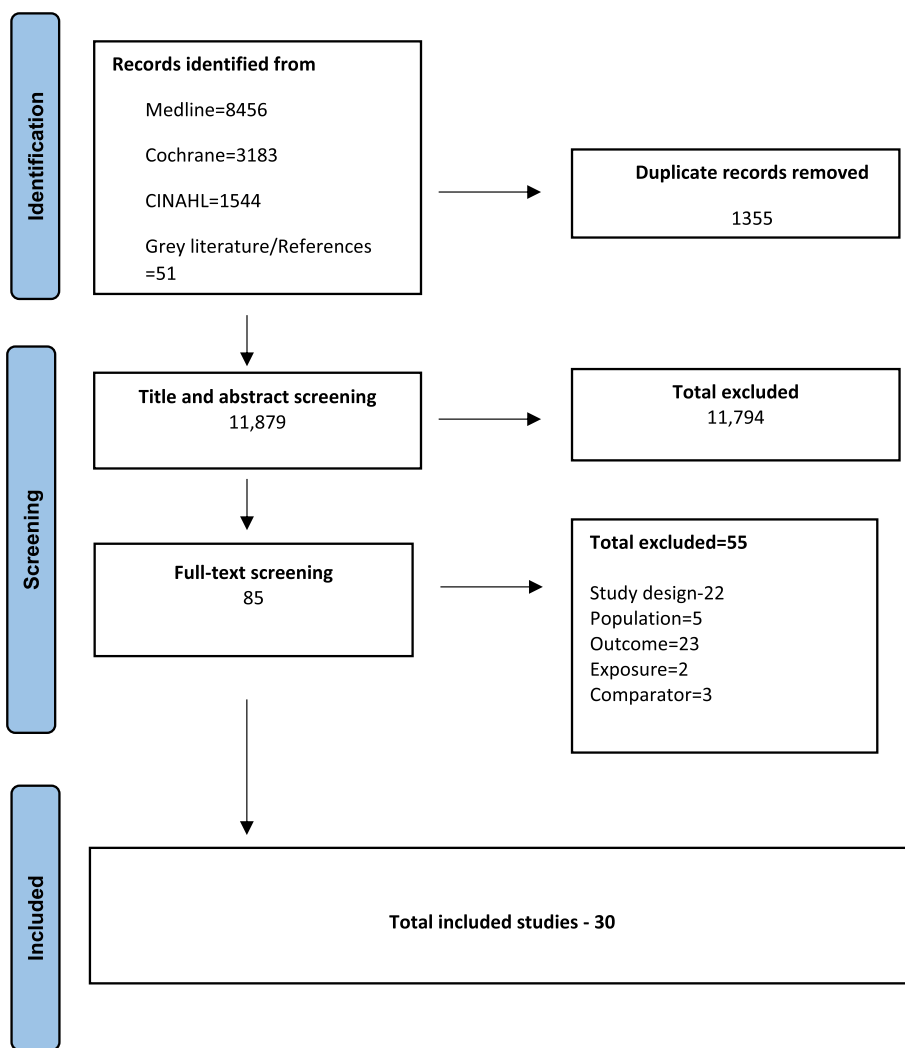 Identification
Records identified from
Medline=8456
Cochrane=3183
CINAHL=1544
Grey literature/References
=51
Duplicate records removed
1355
Screening
Title and abstract screening
11,879
Total excluded
11,794
Full-text screening
85
Total excluded=55
Study design-22
Population=5
Outcome=23
Exposure=2
Comparator=3
Included
Total included studies - 30